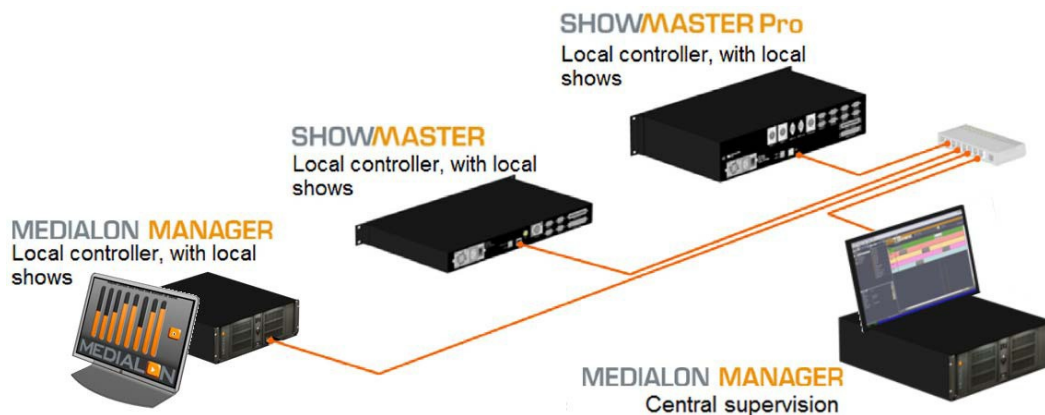 SHOWMASTER Pro
Local controller, with local
shows
SHOWMASTER
Local controller, with local
shows
MEDIALON MANAGER
Local controller, with local
shows
MEDIALON
MEDIALON MANAGER
Central supervision